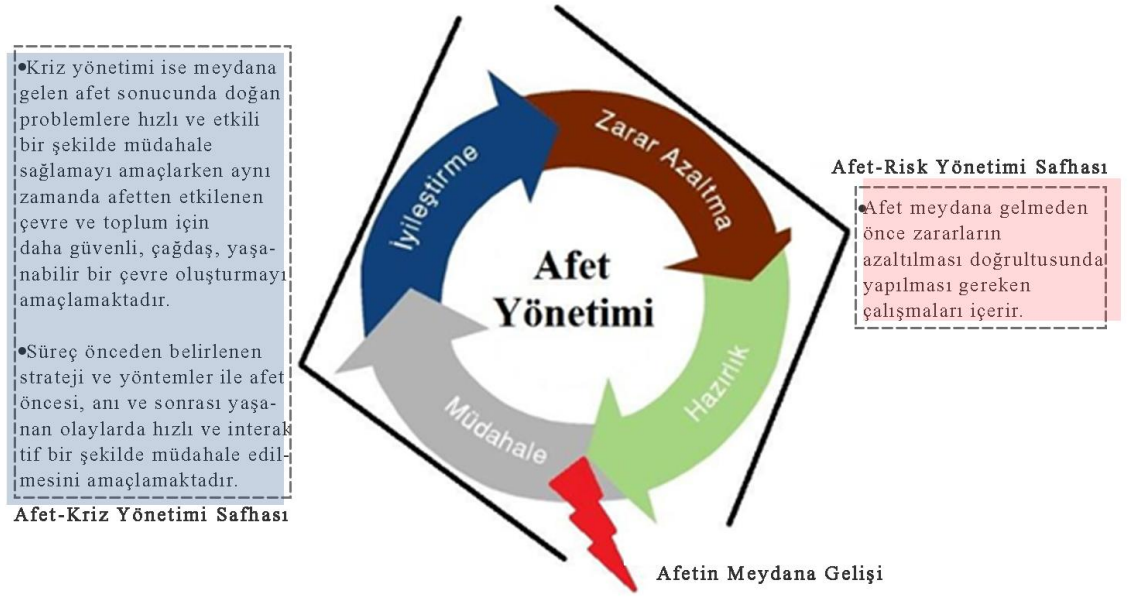 •Kriz yönetimi ise meydana
gelen afet sonucunda doğan
problemlere hızlı ve etkili
bir şekilde müdahale
sağlamayı amaçlarken aynı
zamanda afetten etkilenen
çevre ve toplum için
daha güvenli, çağdaş, yaşa-
nabilir bir çevre oluşturmayı
amaçlamaktadır.
•Süreç önceden belirlenen
strateji ve yöntemler ile afet
öncesi, anı ve sonrası yaşa-
nan olaylarda hızlı ve interak
tif bir şekilde müdahale edil-
mesini amaçlamaktadır.
Afet-Kriz Yönetimi Safhası
İyileştirme
Zarar Azaltma
Afet
Yönetimi
Hazırlık
Müdahale
Afetin Meydana Gelişi
Afet-Risk Yönetimi Safhası
•Afet meydana gelmeden
önce zararların
azaltılması doğrultusunda
yapılması gereken
çalışmaları içerir.